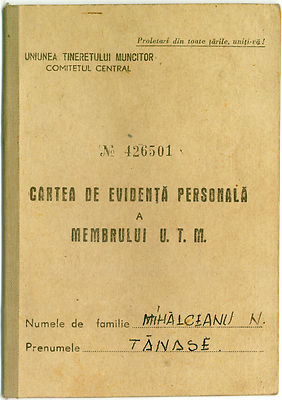 Proletari din toate țările, uniți-vă!
UNIUNEA TINERETULUI MUNCITOR
COMITETUL CENTRAL
№ 426501
CARTEA DE EVIDENȚĂ PERSONALĂ
A
MEMBRULUI U. T. M.
Numele de familie MIHĂLCEANU N.
Prenumele TĂNASE.